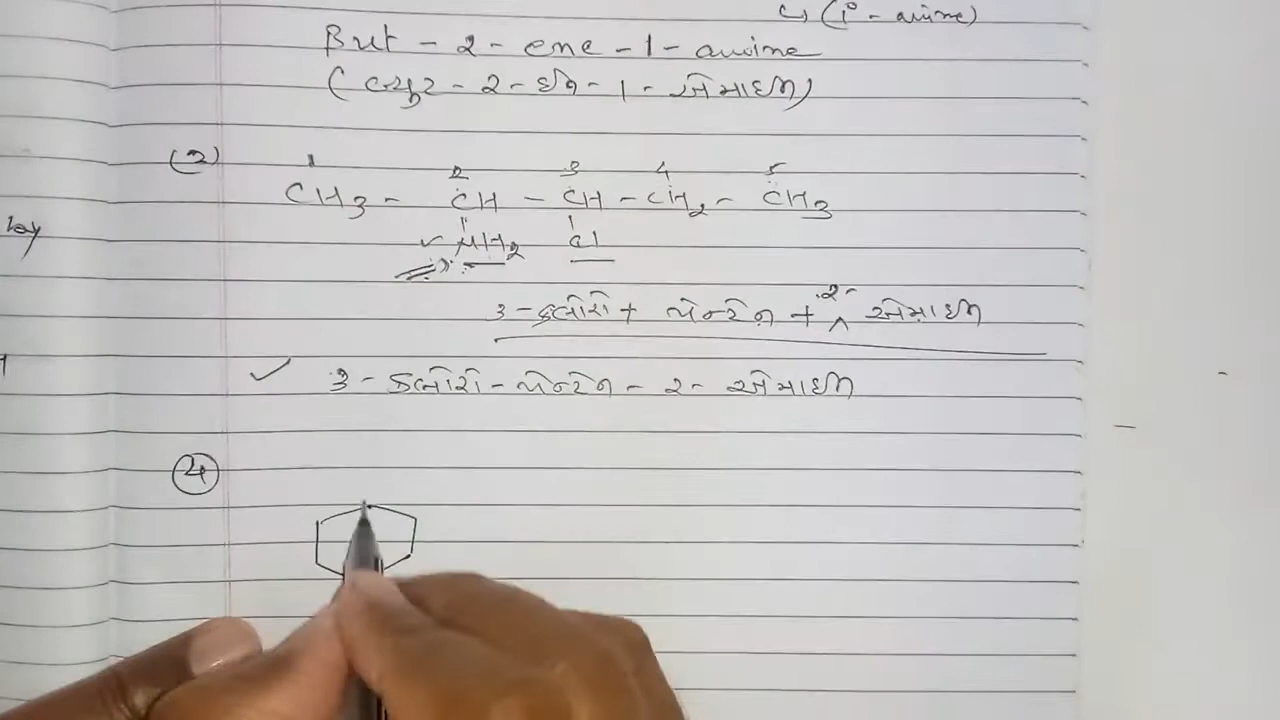 ↳ (1° - amine)
But - 2 - ene - 1 - amine
(બ્યુટ - 2 - ઈન - 1 - એમાઈન)
(2)
1 2 3 4 5
CH3 - CH - CH - CH2 - CH3
NH2 Cl
3 - ક્લોરો + પેન્ટેન + 2 - એમાઈન
✓ 3 - ક્લોરો - પેન્ટેન - 2 - એમાઈન
4